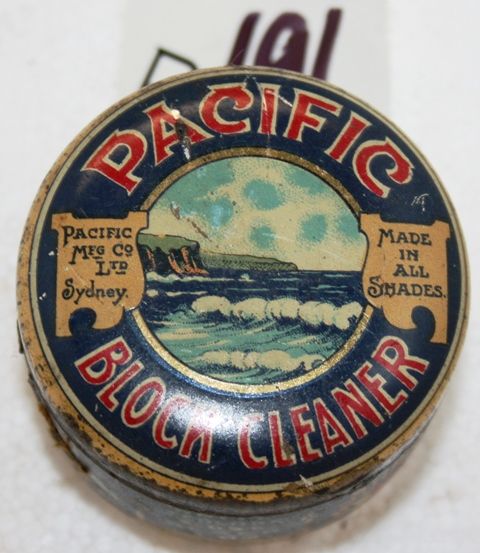 191
PACIFIC
PACIFIC
MFG CO
LTD
SYDNEY.
MADE
IN
ALL
SHADES.
BLOCK CLEANER